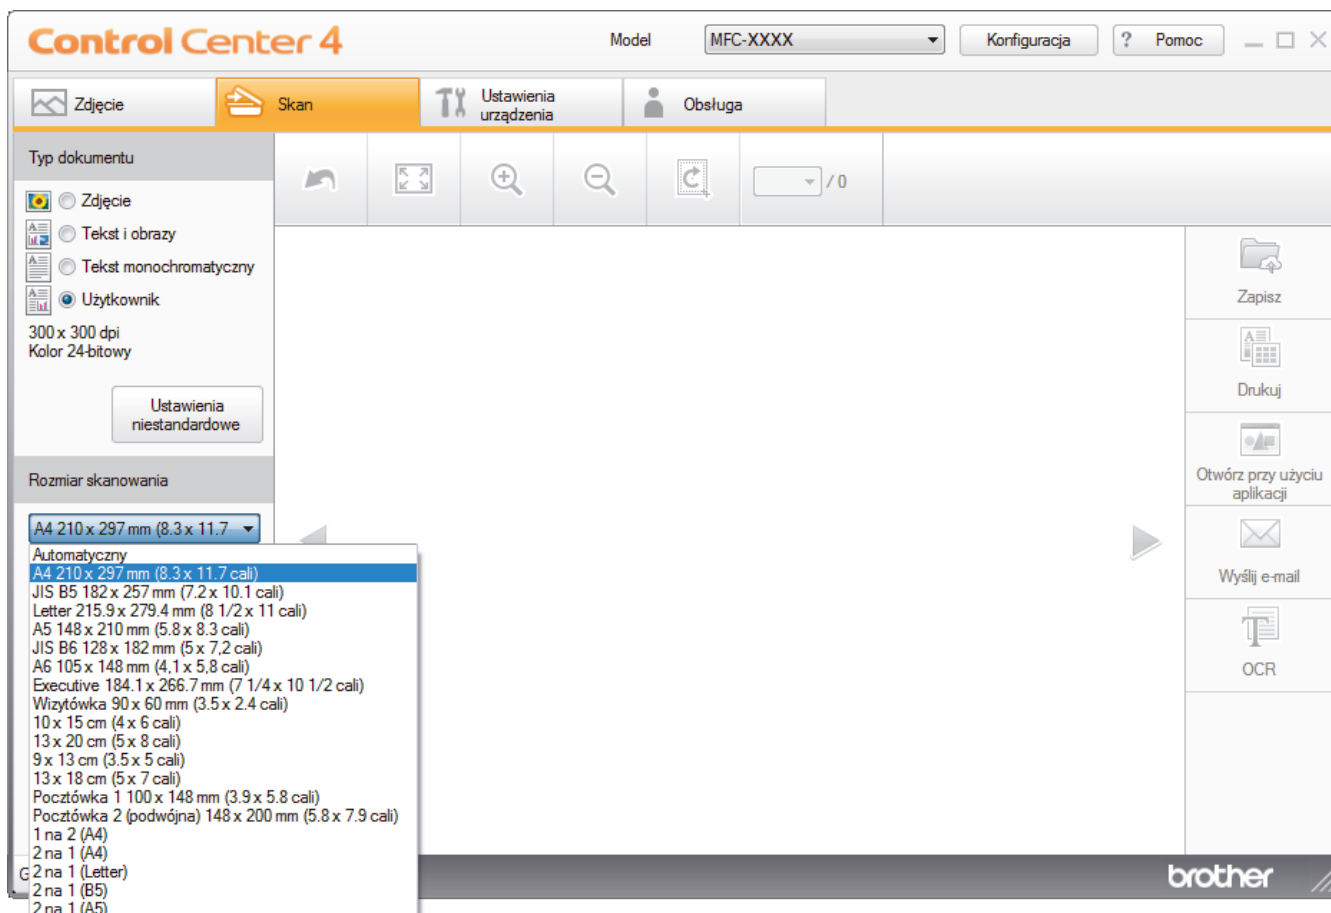 Control Center 4
Model
MFC-XXXX
Konfiguracja
? Pomoc
Zdjęcie
Skan
Ustawienia
urządzenia
Obsługa
Typ dokumentu
Zdjęcie
Tekst i obrazy
Tekst monochromatyczny
Użytkownik
300 x 300 dpi
Kolor 24-bitowy
Ustawienia
niestandardowe
/ 0
Rozmiar skanowania
A4 210 x 297 mm (8.3 x 11.7
Automatyczny
A4 210 x 297 mm (8.3 x 11.7 cali)
JIS B5 182 x 257 mm (7.2 x 10.1 cali)
Letter 215.9 x 279.4 mm (8 1/2 x 11 cali)
A5 148 x 210 mm (5.8 x 8.3 cali)
JIS B6 128 x 182 mm (5 x 7,2 cali)
A6 105 x 148 mm (4,1 x 5,8 cali)
Executive 184.1 x 266.7 mm (7 1/4 x 10 1/2 cali)
Wizytówka 90 x 60 mm (3.5 x 2.4 cali)
10 x 15 cm (4 x 6 cali)
13 x 20 cm (5 x 8 cali)
9 x 13 cm (3.5 x 5 cali)
13 x 18 cm (5 x 7 cali)
Pocztówka 1 100 x 148 mm (3.9 x 5.8 cali)
Pocztówka 2 (podwójna) 148 x 200 mm (5.8 x 7.9 cali)
1 na 2 (A4)
2 na 1 (A4)
2 na 1 (Letter)
2 na 1 (B5)
2 na 1 (A5)
Zapisz
Drukuj
Otwórz przy użyciu
aplikacji
Wyślij e-mail
OCR
G
brother